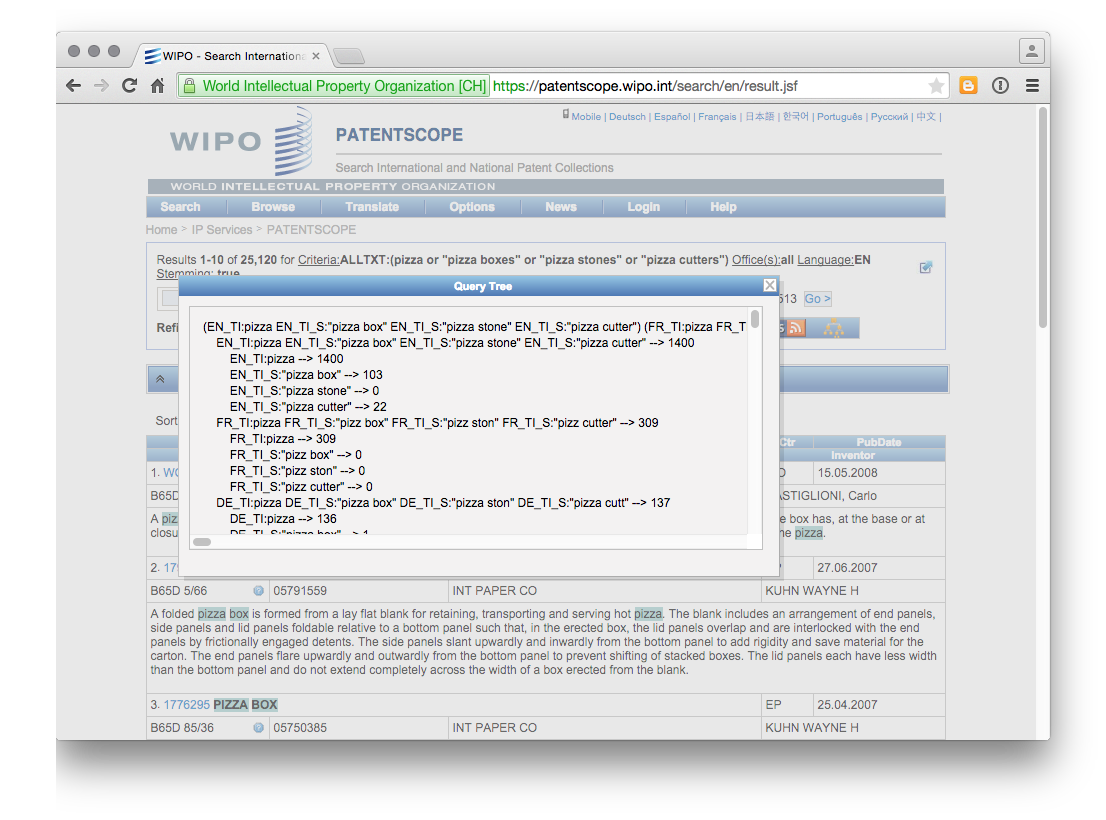 WIPO - Search Internationa
World Intellectual Property Organization [CH] https://patentscope.wipo.int/search/en/result.jsf
Mobile | Deutsch | Español | Français | 日本語 | 한국어 | Português | Русский | 中文 |
WIPO
PATENTSCOPE
Search International and National Patent Collections
WORLD INTELLECTUAL PROPERTY ORGANIZATION
Search Browse Translate Options News Login Help
Home > IP Services > PATENTSCOPE
Results 1-10 of 25,120 for Criteria:ALLTXT:(pizza or "pizza boxes" or "pizza stones" or "pizza cutters") Office(s):all Language:EN
Stemming: true
Query Tree
513 Go >
Refi
(EN_TI:pizza EN_TI_S:"pizza box" EN_TI_S:"pizza stone" EN_TI_S:"pizza cutter") (FR_TI:pizza FR_T
EN_TI:pizza EN_TI_S:"pizza box" EN_TI_S:"pizza stone" EN_TI_S:"pizza cutter" --> 1400
EN_TI:pizza --> 1400
EN_TI_S:"pizza box" --> 103
EN_TI_S:"pizza stone" --> 0
EN_TI_S:"pizza cutter" --> 22
FR_TI:pizza FR_TI_S:"pizz box" FR_TI_S:"pizz ston" FR_TI_S:"pizz cutter" --> 309
FR_TI:pizza --> 309
FR_TI_S:"pizz box" --> 0
FR_TI_S:"pizz ston" --> 0
FR_TI_S:"pizz cutter" --> 0
DE_TI:pizza DE_TI_S:"pizza box" DE_TI_S:"pizza ston" DE_TI_S:"pizza cutt" --> 137
DE_TI:pizza --> 136
DE_TI_S:"pizza box" --> 1
Sort
Ctr PubDate
Inventor
1. WO 15.05.2008
B65D CASTIGLIONI, Carlo
A piz e box has, at the base or at
closu he pizza.
2. 17 27.06.2007
B65D 5/66 05791559 INT PAPER CO KUHN WAYNE H
A folded pizza box is formed from a lay flat blank for retaining, transporting and serving hot pizza. The blank includes an arrangement of end panels,
side panels and lid panels foldable relative to a bottom panel such that, in the erected box, the lid panels overlap and are interlocked with the end
panels by frictionally engaged detents. The side panels slant upwardly and inwardly from the bottom panel to add rigidity and save material for the
carton. The end panels flare upwardly and outwardly from the bottom panel to prevent shifting of stacked boxes. The lid panels each have less width
than the bottom panel and do not extend completely across the width of a box erected from the blank.
3. 1776295 PIZZA BOX EP 25.04.2007
B65D 85/36 05750385 INT PAPER CO KUHN WAYNE H